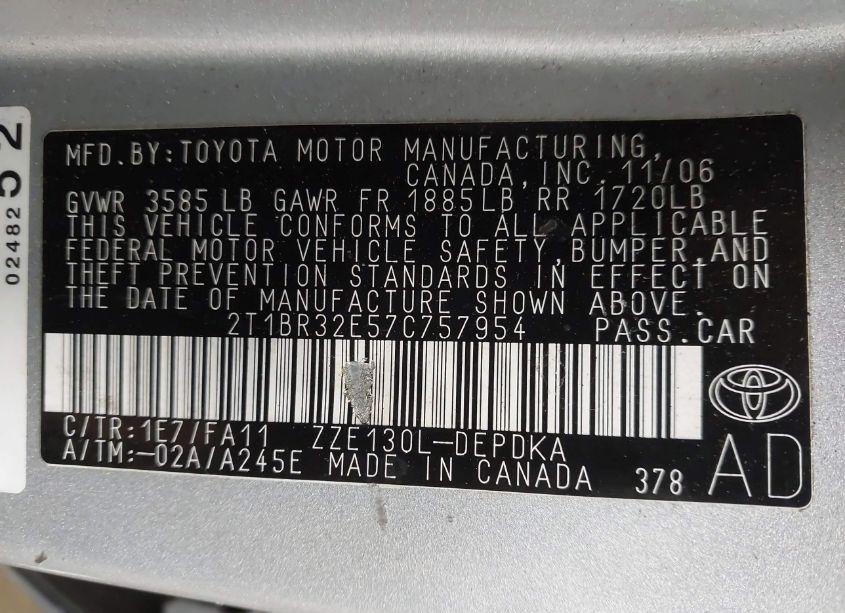 MFD.BY:TOYOTA MOTOR MANUFACTURING,
CANADA,INC. 11/06
GVWR 3585LB GAWR FR 1885LB RR 1720LB
THIS VEHICLE CONFORMS TO ALL APPLICABLE
FEDERAL MOTOR VEHICLE SAFETY,BUMPER,AND
THEFT PREVENTION STANDARDS IN EFFECT ON
THE DATE OF MANUFACTURE SHOWN ABOVE.
2T1BR32E57C757954 PASS.CAR
C/TR:1E7/FA11 ZZE130L-DEPDKA
A/TM:-02A/A245E MADE IN CANADA 378
AD
02482 52